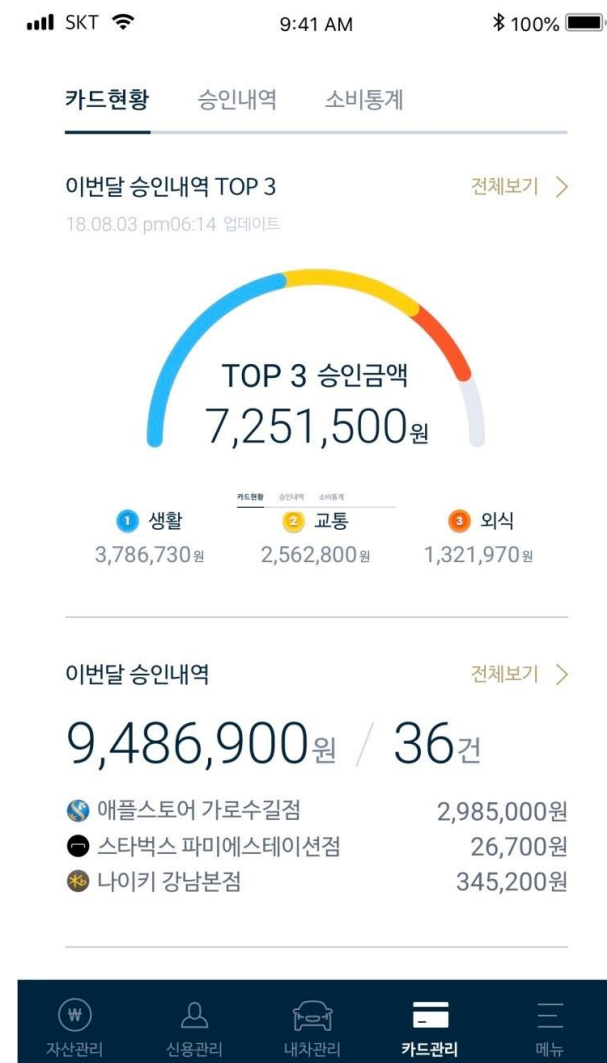 SKT 9:41 AM 100%
카드현황 승인내역 소비통계
이번달 승인내역 TOP 3 전체보기
18.08.03 pm06:14 업데이트
TOP 3 승인금액
7,251,500원
카드현황 승인내역 소비통계
1 생활 2 교통 3 외식
3,786,730원 2,562,800원 1,321,970원
이번달 승인내역 전체보기
9,486,900원 / 36건
애플스토어 가로수길점 2,985,000원
스타벅스 파미에스테이션점 26,700원
나이키 강남본점 345,200원
자산관리 신용관리 내차관리 카드관리 메뉴